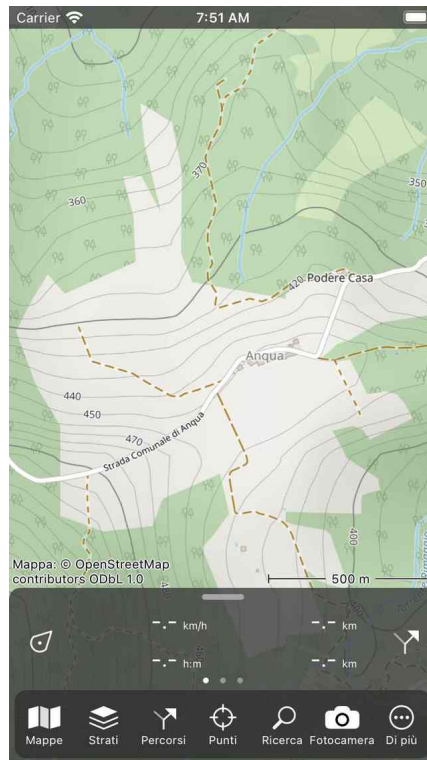 Carrier 7:51 AM
370
350
360
420
Podere Casa
Anqua
440
450
470
Strada Comunale di Anqua
400
Mappa: © OpenStreetMap
contributors ODbL 1.0
500 m
-.- km/h -.- km
-.- h:m -.- km
Mappe Strati Percorsi Punti Ricerca Fotocamera Di più